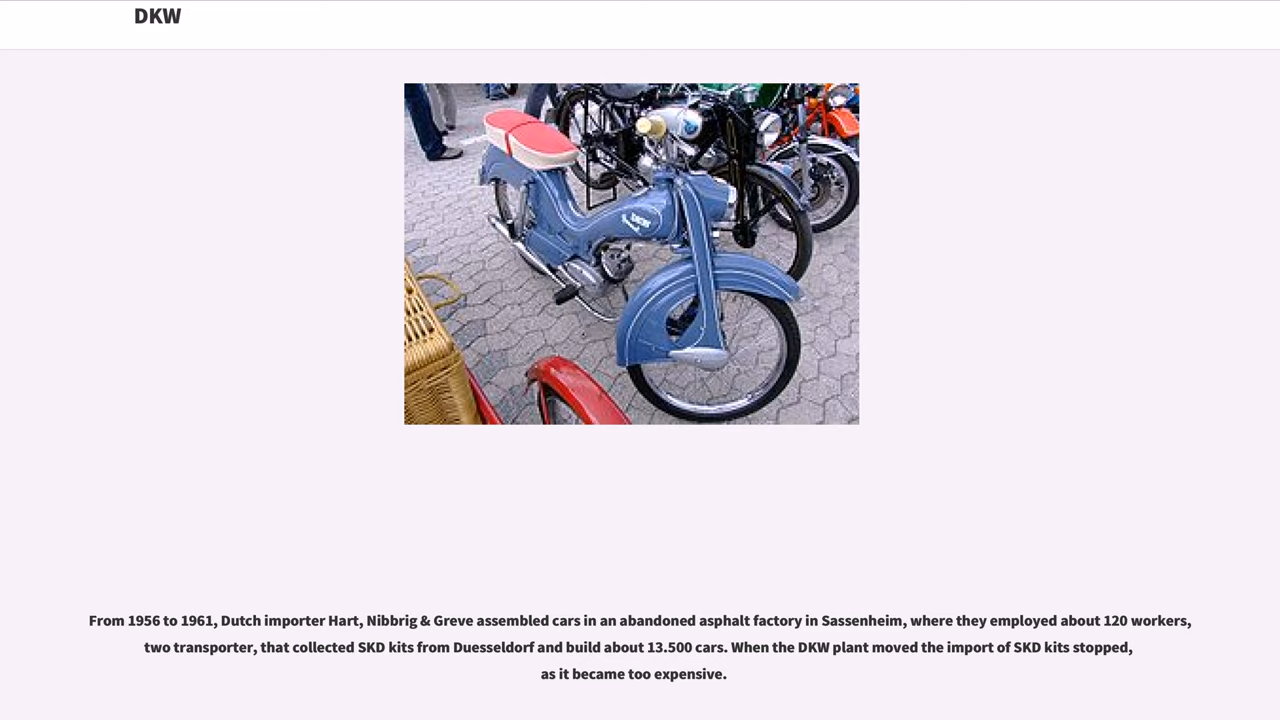 DKW
DKW
From 1956 to 1961, Dutch importer Hart, Nibbrig & Greve assembled cars in an abandoned asphalt factory in Sassenheim, where they employed about 120 workers,
two transporter, that collected SKD kits from Duesseldorf and build about 13.500 cars. When the DKW plant moved the import of SKD kits stopped,
as it became too expensive.